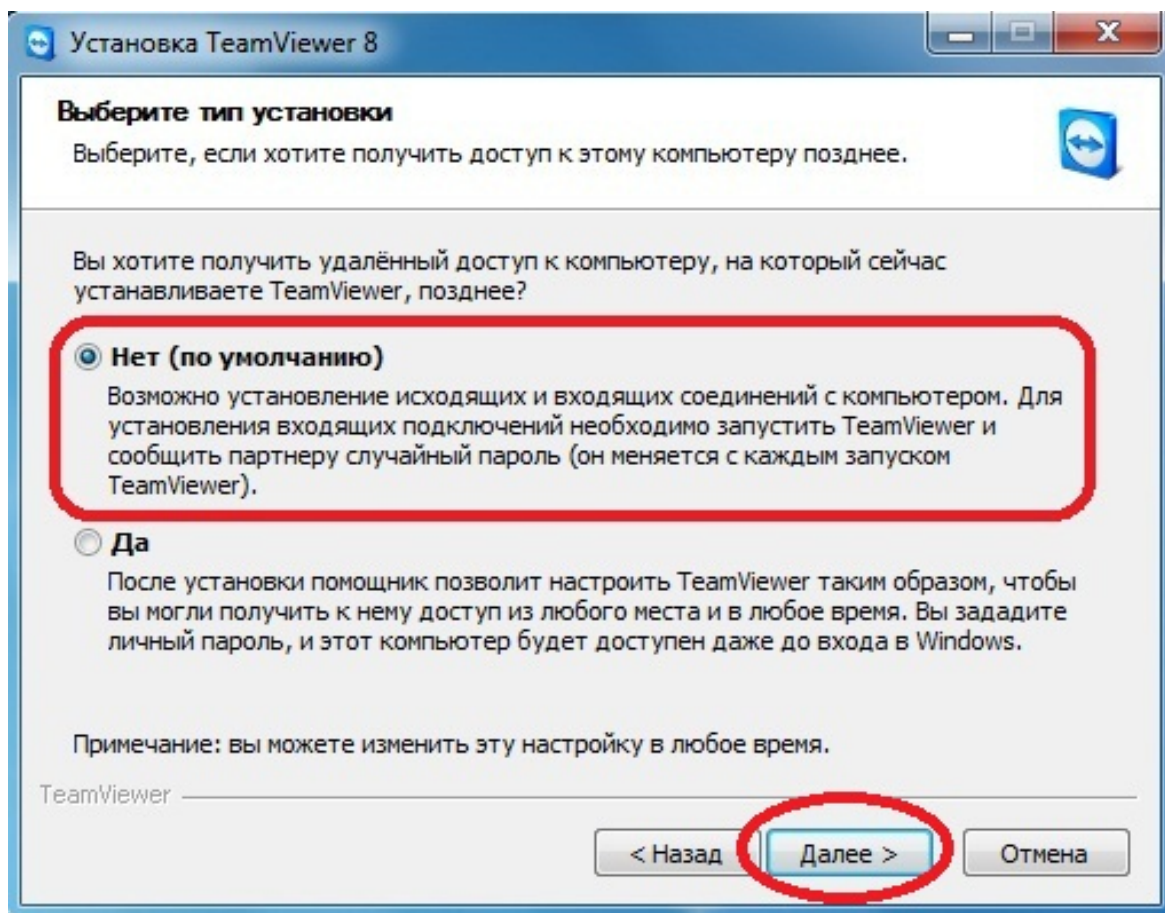 Установка TeamViewer 8
Выберите тип установки
Выберите, если хотите получить доступ к этому компьютеру позднее.
Вы хотите получить удалённый доступ к компьютеру, на который сейчас
устанавливаете TeamViewer, позднее?
Нет (по умолчанию)
Возможно установление исходящих и входящих соединений с компьютером. Для
установления входящих подключений необходимо запустить TeamViewer и
сообщить партнеру случайный пароль (он меняется с каждым запуском
TeamViewer).
Да
После установки помощник позволит настроить TeamViewer таким образом, чтобы
вы могли получить к нему доступ из любого места и в любое время. Вы зададите
личный пароль, и этот компьютер будет доступен даже до входа в Windows.
Примечание: вы можете изменить эту настройку в любое время.
TeamViewer
< Назад Далее > Отмена